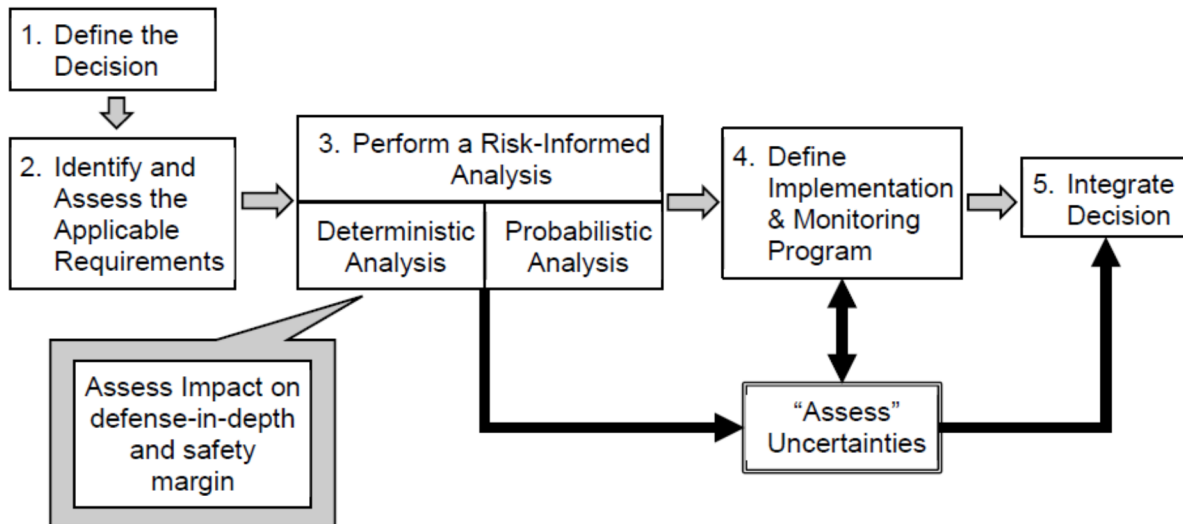 1. Define the
Decision
2. Identify and
Assess the
Applicable
Requirements
3. Perform a Risk-Informed
Analysis
Deterministic
Analysis
Probabilistic
Analysis
4. Define
Implementation
& Monitoring
Program
5. Integrate
Decision
Assess Impact on
defense-in-depth
and safety
margin
“Assess”
Uncertainties